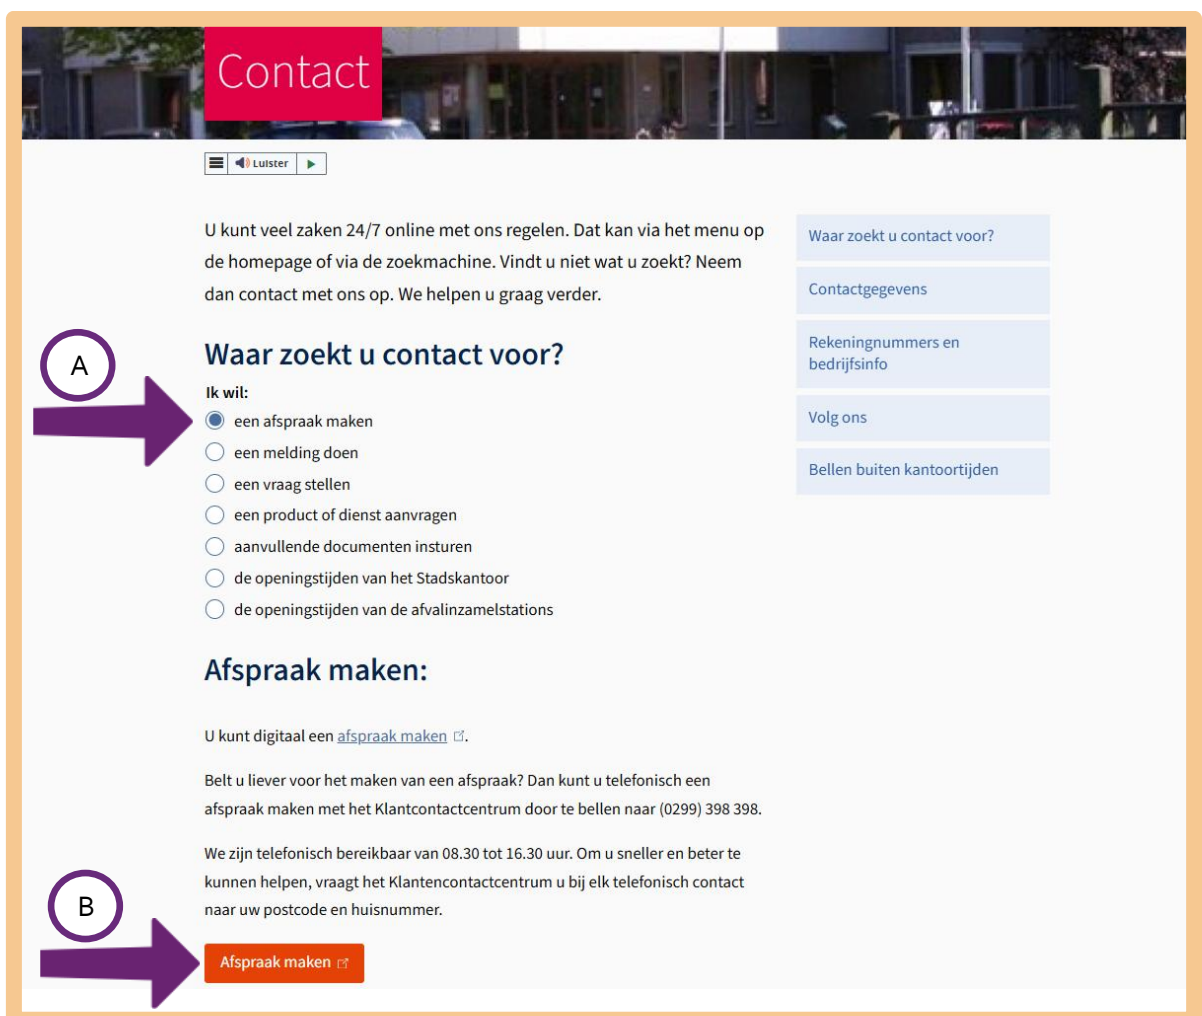 Contact
Luister
U kunt veel zaken 24/7 online met ons regelen. Dat kan via het menu op
de homepage of via de zoekmachine. Vindt u niet wat u zoekt? Neem
dan contact met ons op. We helpen u graag verder.
Waar zoekt u contact voor?
Contactgegevens
Rekeningnummers en
bedrijfsinfo
Volg ons
Bellen buiten kantoortijden
A
Waar zoekt u contact voor?
Ik wil:
een afspraak maken
een melding doen
een vraag stellen
een product of dienst aanvragen
aanvullende documenten insturen
de openingstijden van het Stadskantoor
de openingstijden van de afvalinzamelstations
Afspraak maken:
U kunt digitaal een afspraak maken.
Belt u liever voor het maken van een afspraak? Dan kunt u telefonisch een
afspraak maken met het Klantcontactcentrum door te bellen naar (0299) 398 398.
We zijn telefonisch bereikbaar van 08.30 tot 16.30 uur. Om u sneller en beter te
kunnen helpen, vraagt het Klantencontactcentrum u bij elk telefonisch contact
naar uw postcode en huisnummer.
B
Afspraak maken